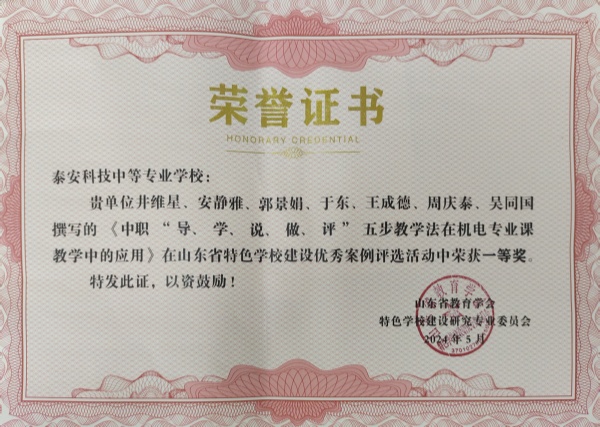 荣誉证书
HONORARY CREDENTIAL
泰安科技中等专业学校：
贵单位井维星、安静雅、郭景娟、于东、王成德、周庆泰、吴同国
撰写的《中职“导、学、说、做、评”五步教学法在机电专业课
教学中的应用》在山东省特色学校建设优秀案例评选活动中荣获一等奖。
特发此证，以资鼓励！
山东省教育学会
特色学校建设研究专业委员会
2024 年 5 月